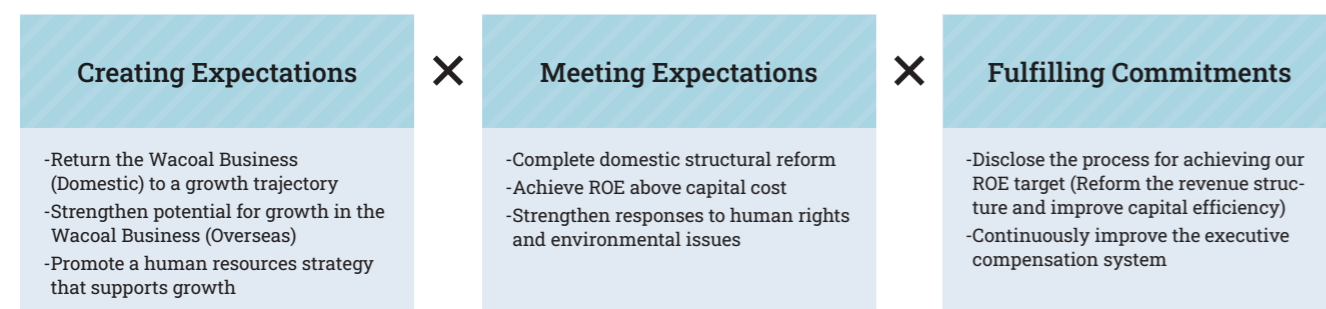 Creating Expectations
-Return the Wacoal Business
(Domestic) to a growth trajectory
-Strengthen potential for growth in the
Wacoal Business (Overseas)
-Promote a human resources strategy
that supports growth
×
Meeting Expectations
-Complete domestic structural reform
-Achieve ROE above capital cost
-Strengthen responses to human rights
and environmental issues
×
Fulfilling Commitments
-Disclose the process for achieving our
ROE target (Reform the revenue struc-
ture and improve capital efficiency)
-Continuously improve the executive
compensation system